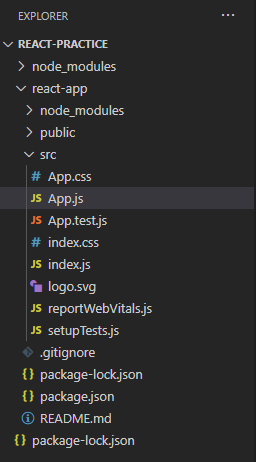 EXPLORER
REACT-PRACTICE
node_modules
react-app
node_modules
public
src
# App.css
JS App.js
JS App.test.js
# index.css
JS index.js
logo.svg
JS reportWebVitals.js
JS setupTests.js
.gitignore
{} package-lock.json
{} package.json
README.md
{} package-lock.json